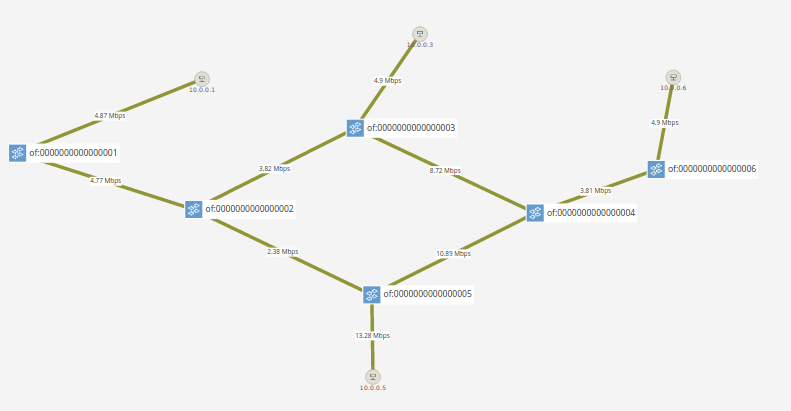 10.0.0.3
4.9 Mbps
10.0.0.1
10.0.0.6
4.87 Mbps
4.9 Mbps
of:0000000000000003
of:0000000000000001
3.82 Mbps
8.72 Mbps
of:0000000000000006
4.77 Mbps
3.81 Mbps
of:0000000000000002
of:0000000000000004
2.38 Mbps
10.89 Mbps
of:0000000000000005
13.28 Mbps
10.0.0.5